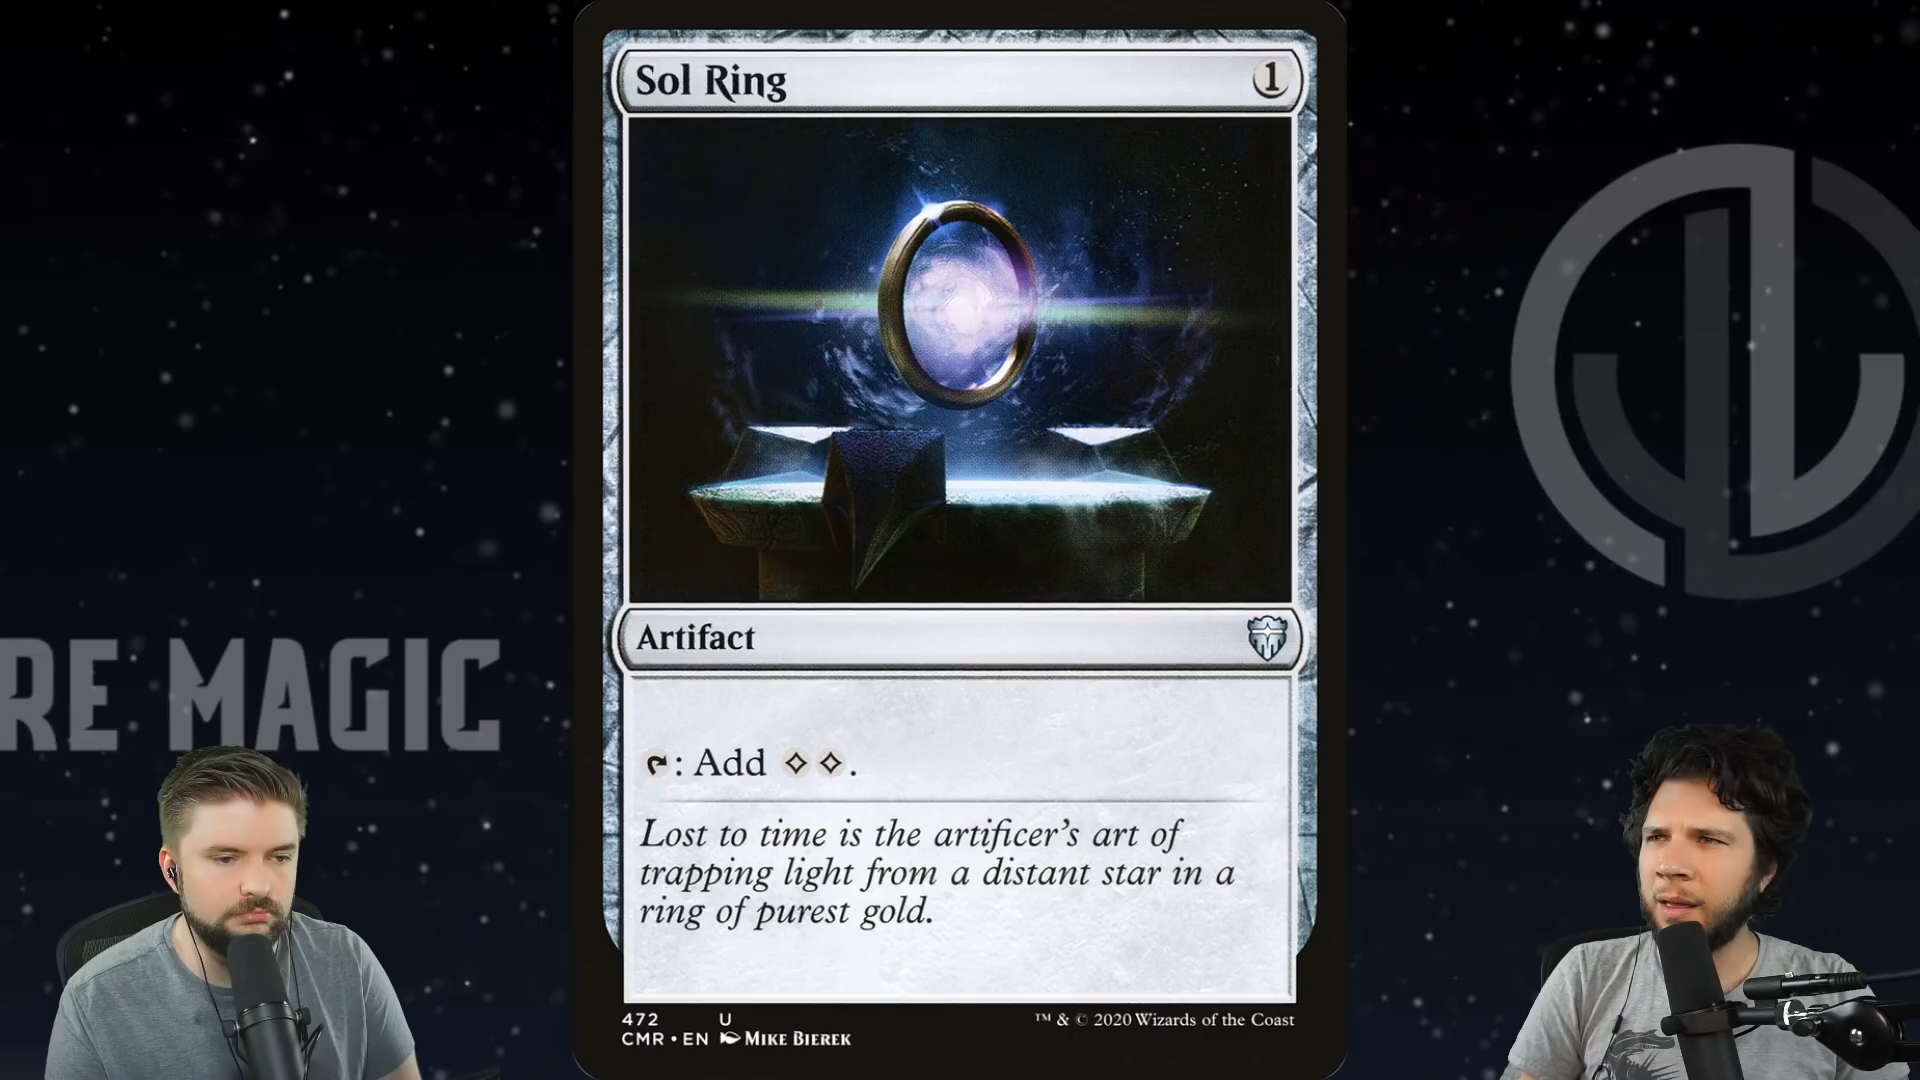 Sol Ring 1
RE MAGIC
Artifact
: Add .
Lost to time is the artificer's art of
trapping light from a distant star in a
ring of purest gold.
472 U
CMR • EN MIKE BIEREK
™ & © 2020 Wizards of the Coast